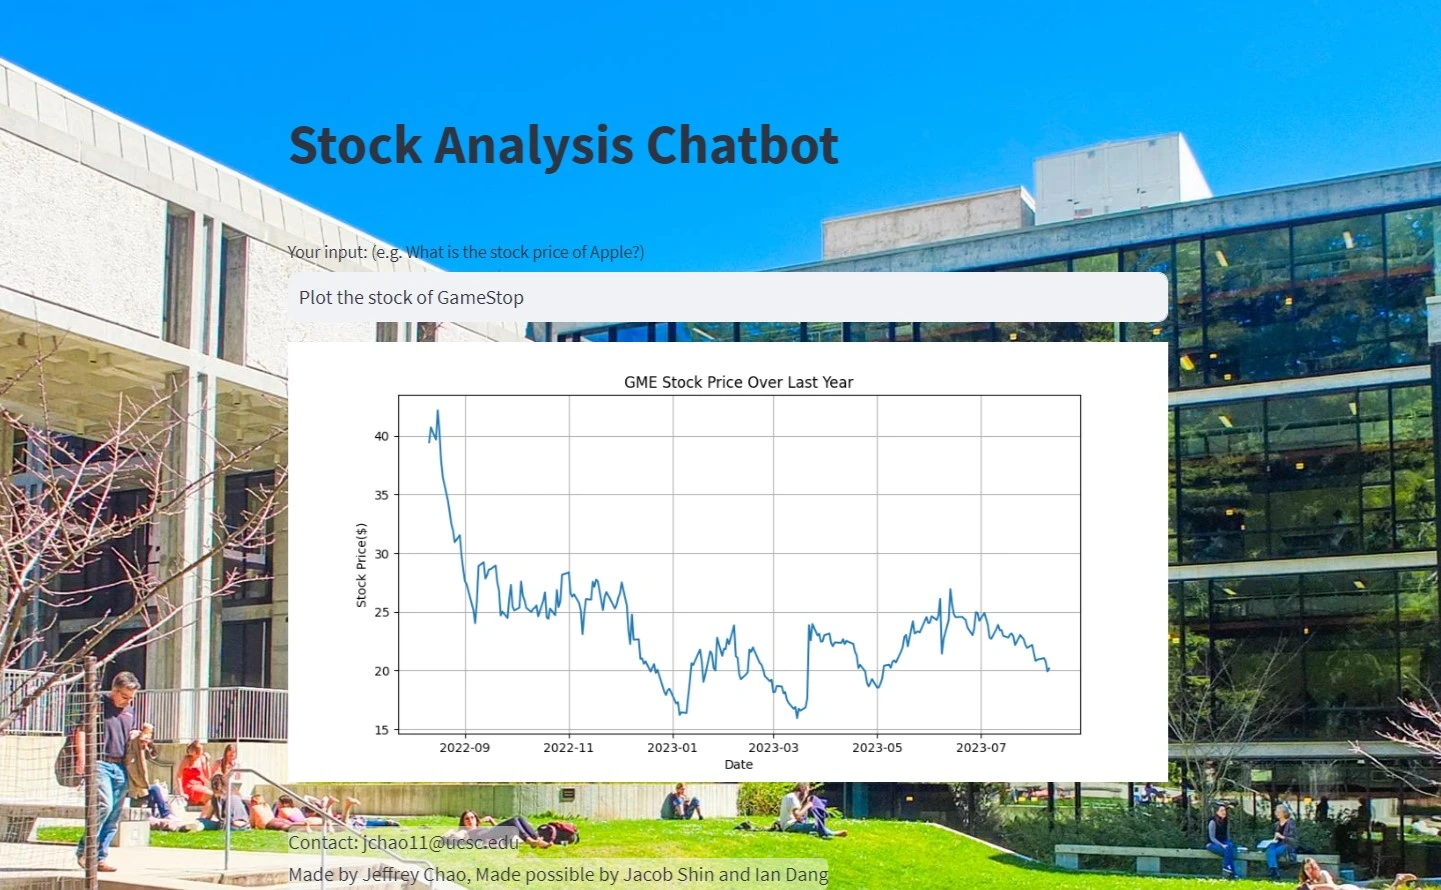 Stock Analysis Chatbot
Your input: (e.g. What is the stock price of Apple?)
Plot the stock of GameStop
GME Stock Price Over Last Year
40
35
30
25
20
15
Stock Price($)
2022-09 2022-11 2023-01 2023-03 2023-05 2023-07
Date
Contact: jchao11@ucsc.edu
Made by Jeffrey Chao, Made possible by Jacob Shin and Ian Dang